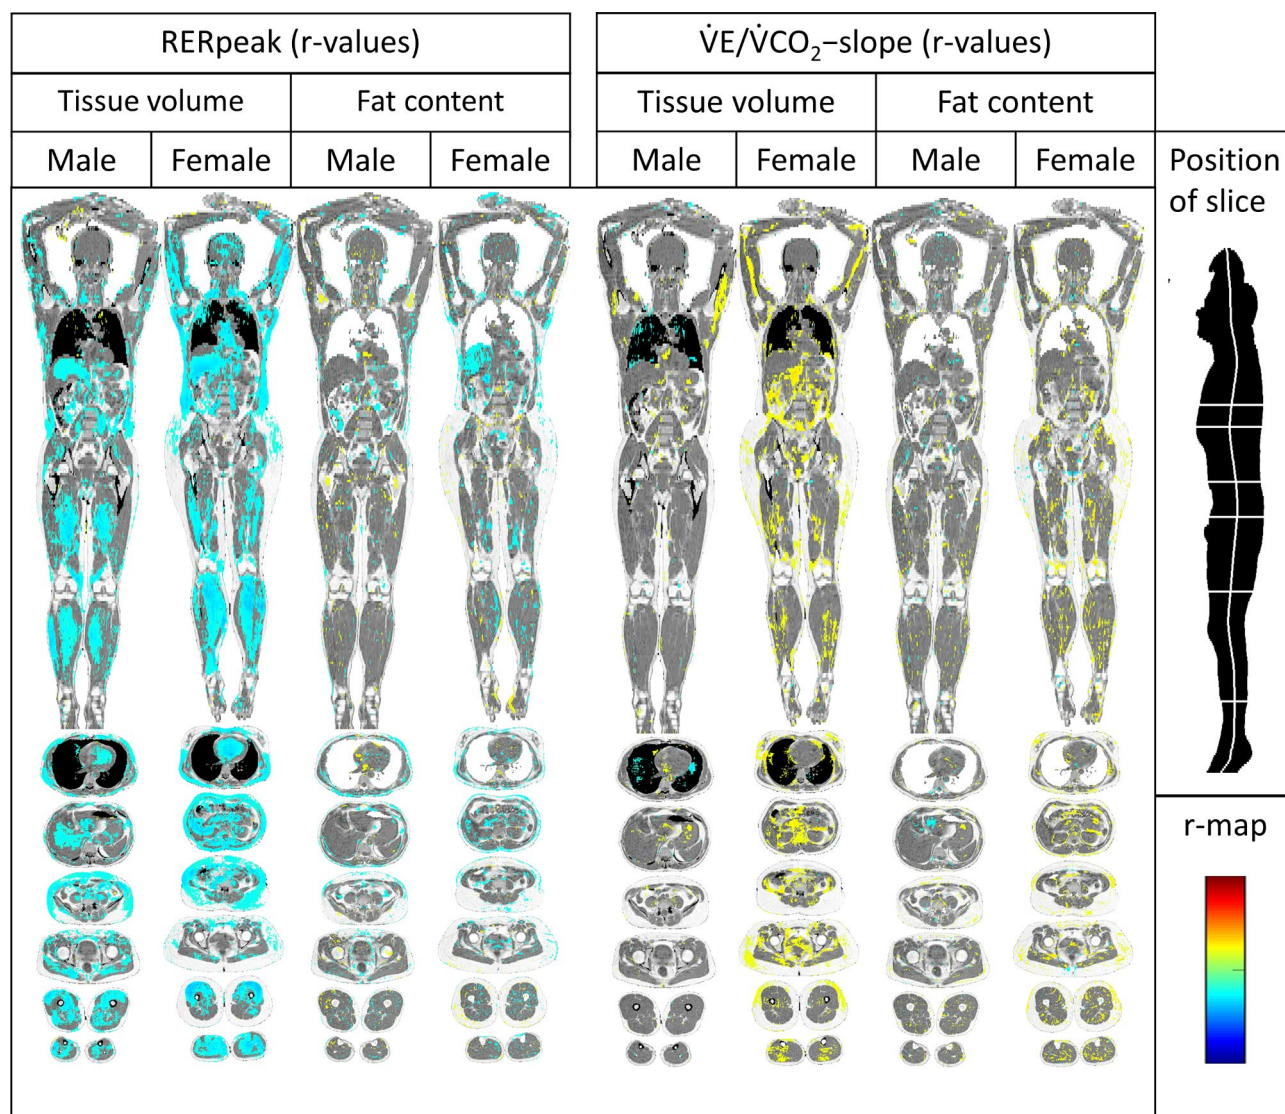 RERpeak (r-values)
V̇E/V̇CO₂−slope (r-values)
Tissue volume
Fat content
Tissue volume
Fat content
Male
Female
Male
Female
Male
Female
Male
Female
Position
of slice
r-map